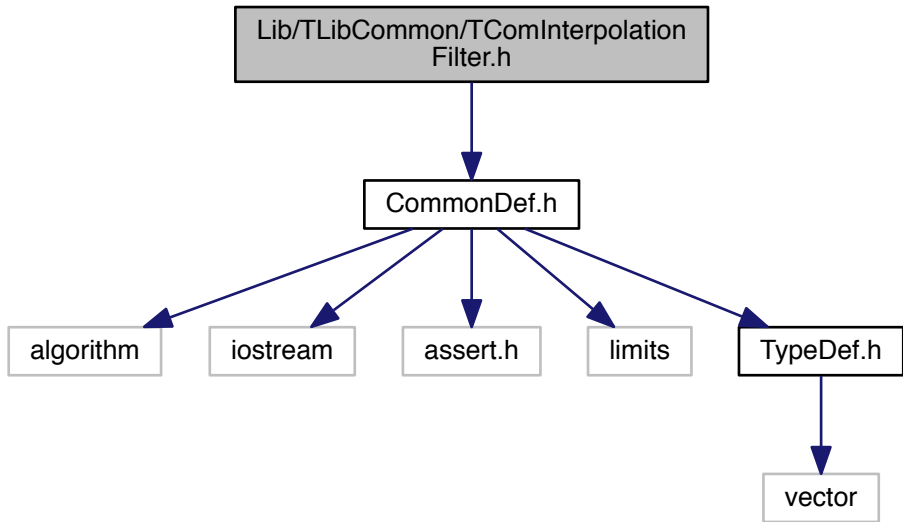 Lib/TLibCommon/TComInterpolation
Filter.h
CommonDef.h
algorithm
iostream
assert.h
limits
TypeDef.h
vector